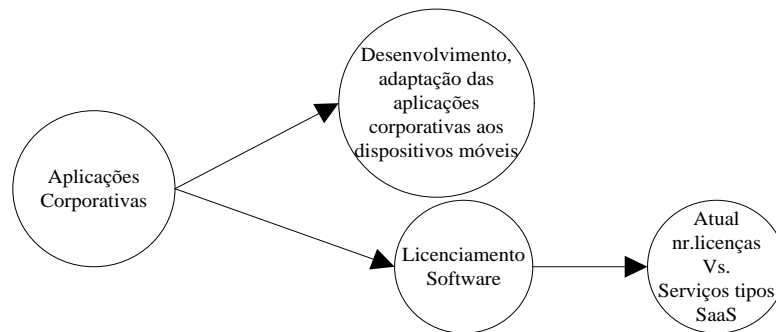 Aplicações
Corporativas
Desenvolvimento,
adaptação das
aplicações
corporativas aos
dispositivos móveis
Licenciamento
Software
Atual
nr.licenças
Vs.
Serviços tipos
SaaS